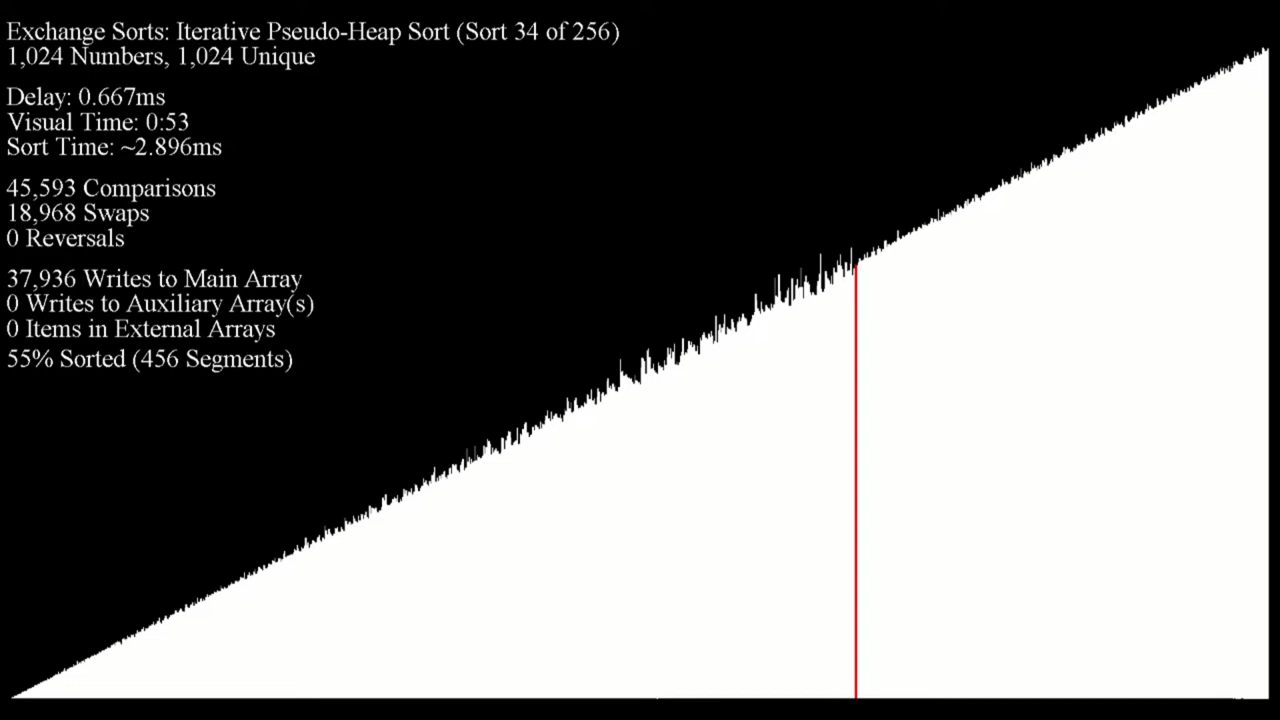 Exchange Sorts: Iterative Pseudo-Heap Sort (Sort 34 of 256)
1,024 Numbers, 1,024 Unique
Delay: 0.667ms
Visual Time: 0:53
Sort Time: ~2.896ms
45,593 Comparisons
18,968 Swaps
0 Reversals
37,936 Writes to Main Array
0 Writes to Auxiliary Array(s)
0 Items in External Arrays
55% Sorted (456 Segments)